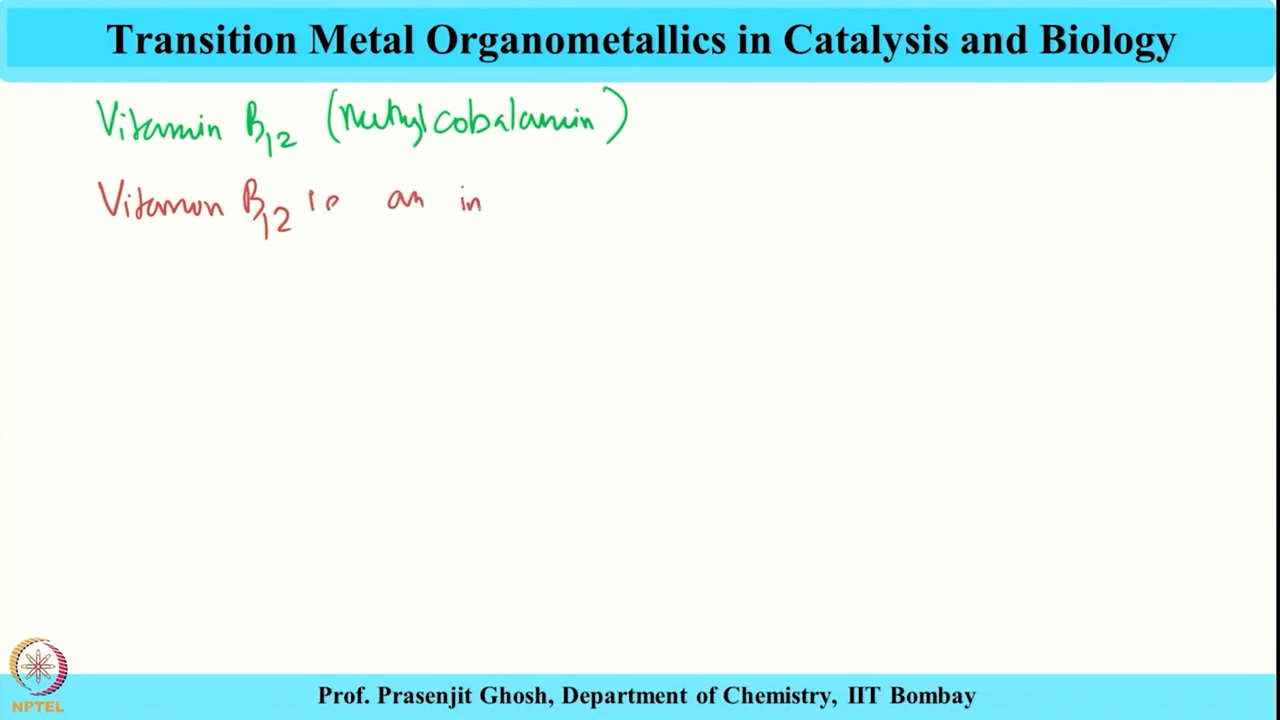 Transition Metal Organometallics in Catalysis and Biology
Vitamin B12 (Methylcobalamin)
Vitamin B12 is an in
NPTEL
Prof. Prasenjit Ghosh, Department of Chemistry, IIT Bombay